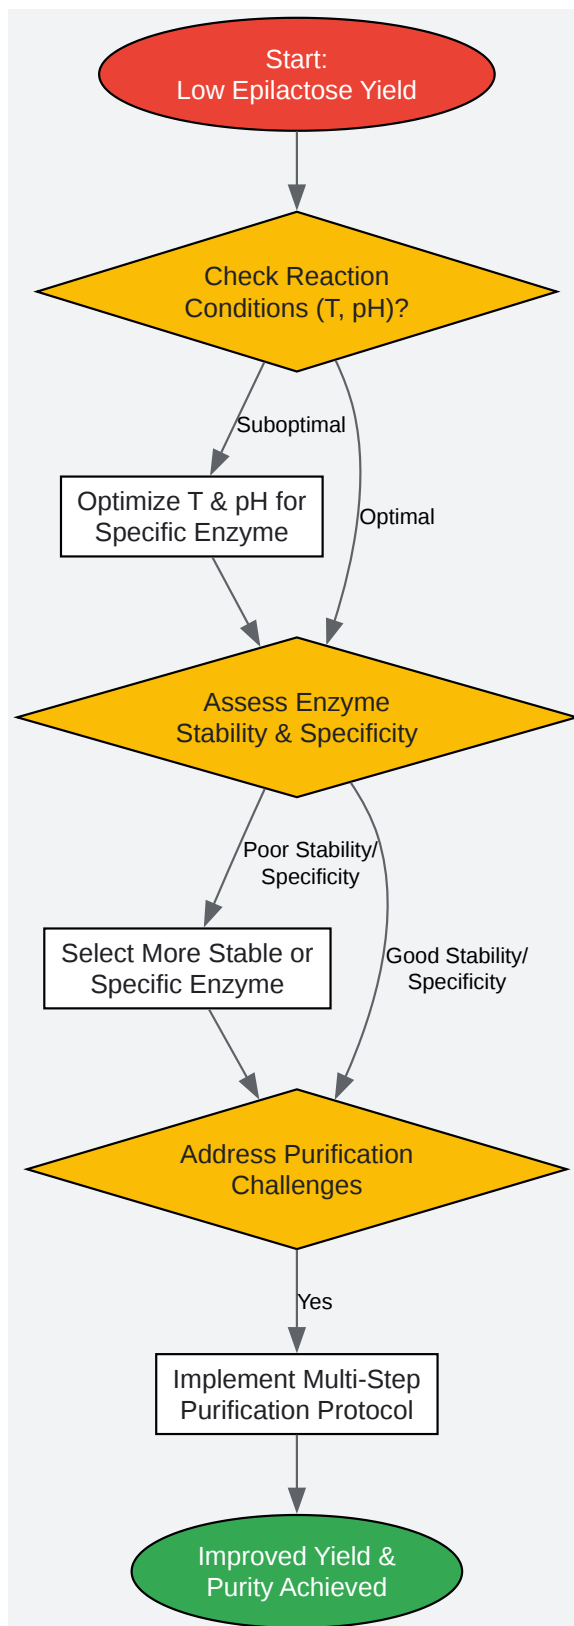 Start:
Low Epilactose Yield
Check Reaction
Conditions (T, pH)?
Suboptimal
Optimize T & pH for
Specific Enzyme
Optimal
Assess Enzyme
Stability & Specificity
Poor Stability/
Specificity
Select More Stable or
Specific Enzyme
Good Stability/
Specificity
Address Purification
Challenges
Yes
Implement Multi-Step
Purification Protocol
Improved Yield &
Purity Achieved